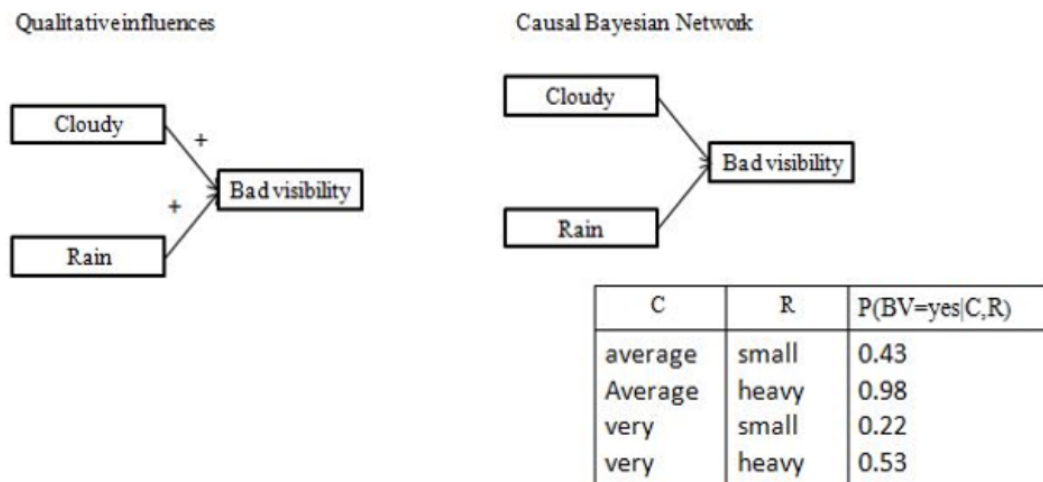 Qualitative influences
Causal Bayesian Network
Cloudy
+
+
Bad visibility
Rain
Cloudy
Bad visibility
Rain
C R P(BV=yes|C,R)
average small 0.43
Average heavy 0.98
very small 0.22
very heavy 0.53